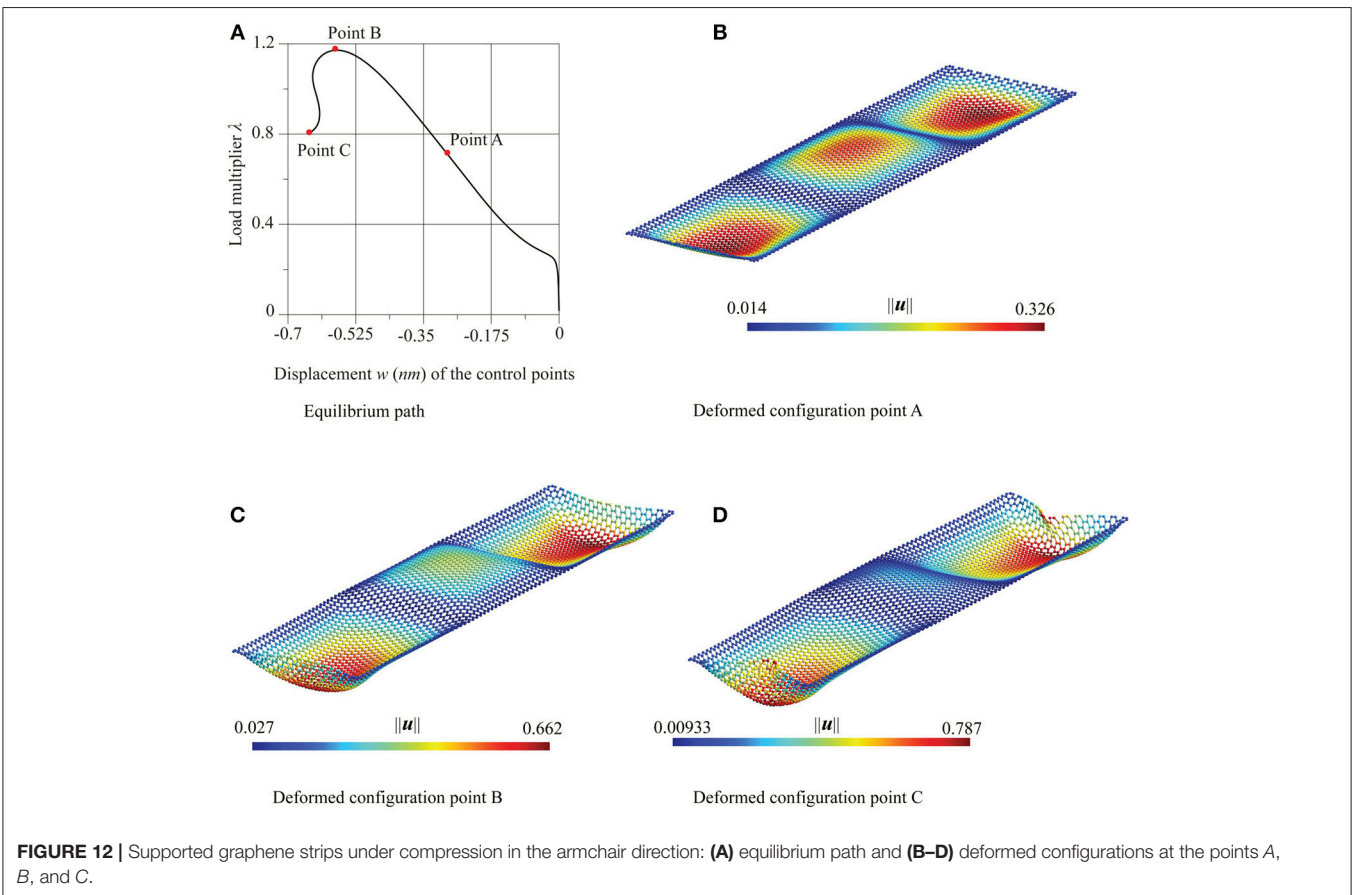 A
Point B
1.2
0.8
0.4
0
Load multiplier λ
Point A
Point C
-0.7
-0.525
-0.35
-0.175
0
Displacement w (nm) of the control points
Equilibrium path
B
0.014
||u||
0.326
Deformed configuration point A
C
0.027
||u||
0.662
Deformed configuration point B
D
0.00933
||u||
0.787
Deformed configuration point C
FIGURE 12 | Supported graphene strips under compression in the armchair direction: (A) equilibrium path and (B–D) deformed configurations at the points A,
B, and C.